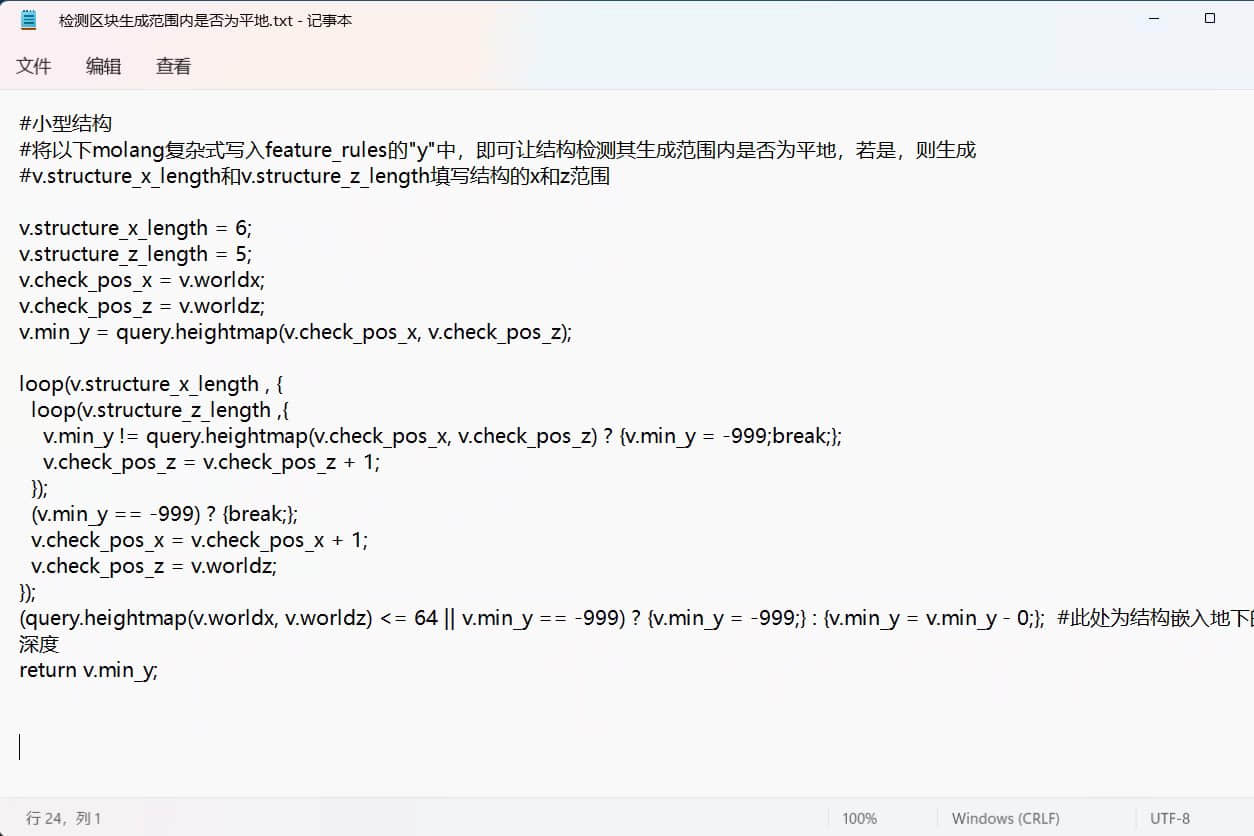 检测区块生成范围内是否为平地.txt - 记事本
文件 编辑 查看
#小型结构
#将以下molang复杂式写入feature_rules的"y"中，即可让结构检测其生成范围内是否为平地，若是，则生成
#v.structure_x_length和v.structure_z_length填写结构的x和z范围
v.structure_x_length = 6;
v.structure_z_length = 5;
v.check_pos_x = v.worldx;
v.check_pos_z = v.worldz;
v.min_y = query.heightmap(v.check_pos_x, v.check_pos_z);
loop(v.structure_x_length , {
loop(v.structure_z_length ,{
v.min_y != query.heightmap(v.check_pos_x, v.check_pos_z) ? {v.min_y = -999;break;};
v.check_pos_z = v.check_pos_z + 1;
});
(v.min_y == -999) ? {break;};
v.check_pos_x = v.check_pos_x + 1;
v.check_pos_z = v.worldz;
});
(query.heightmap(v.worldx, v.worldz) <= 64 || v.min_y == -999) ? {v.min_y = -999;} : {v.min_y = v.min_y - 0;}; #此处为结构嵌入地下的
深度
return v.min_y;
行 24，列 1 100% Windows (CRLF) UTF-8